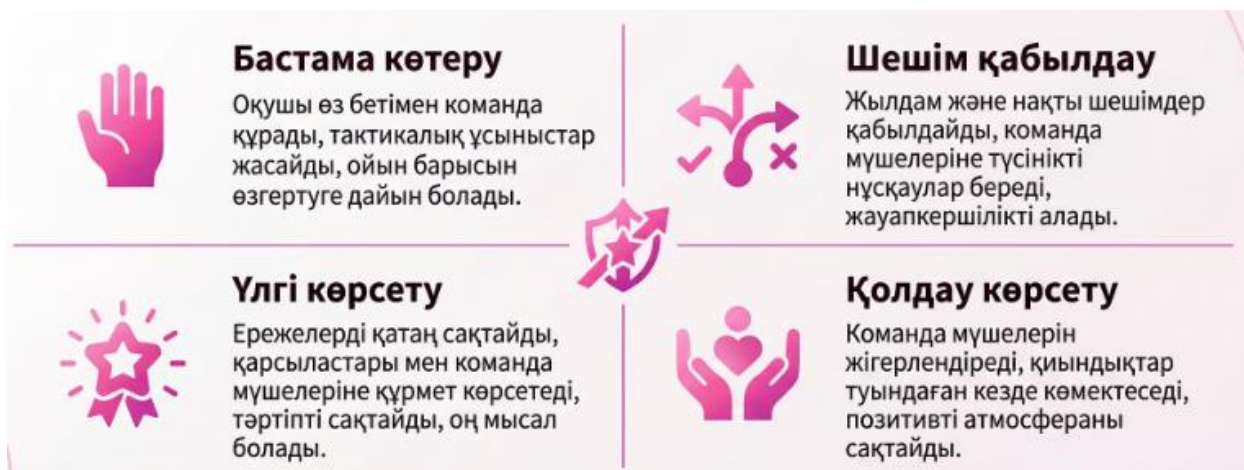 Бастама көтеру
Оқушы өз бетімен команда
құрады, тактикалық ұсыныстар
жасайды, ойын барысын
өзгертуге дайын болады.
Шешім қабылдау
Жылдам және нақты шешімдер
қабылдайды, команда
мүшелеріне түсінікті
нұсқаулар береді,
жауапкершілікті алады.
Үлгі көрсету
Ережелерді қатаң сақтайды,
қарсыластары мен команда
мүшелеріне құрмет көрсетеді,
тәртіпті сақтайды, оң мысал
болады.
Қолдау көрсету
Команда мүшелерін
жігерлендіреді, қиындықтар
туындаған кезде көмектеседі,
позитивті атмосфераны
сақтайды.